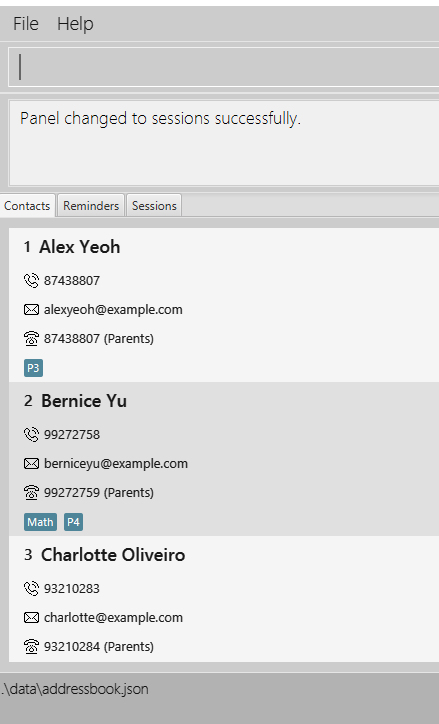 File Help
Panel changed to sessions successfully.
Contacts Reminders Sessions
1 Alex Yeoh
87438807
alexyeoh@example.com
87438807 (Parents)
P3
2 Bernice Yu
99272758
berniceyu@example.com
99272759 (Parents)
Math P4
3 Charlotte Oliveiro
93210283
charlotte@example.com
93210284 (Parents)
.\data\addressbook.json